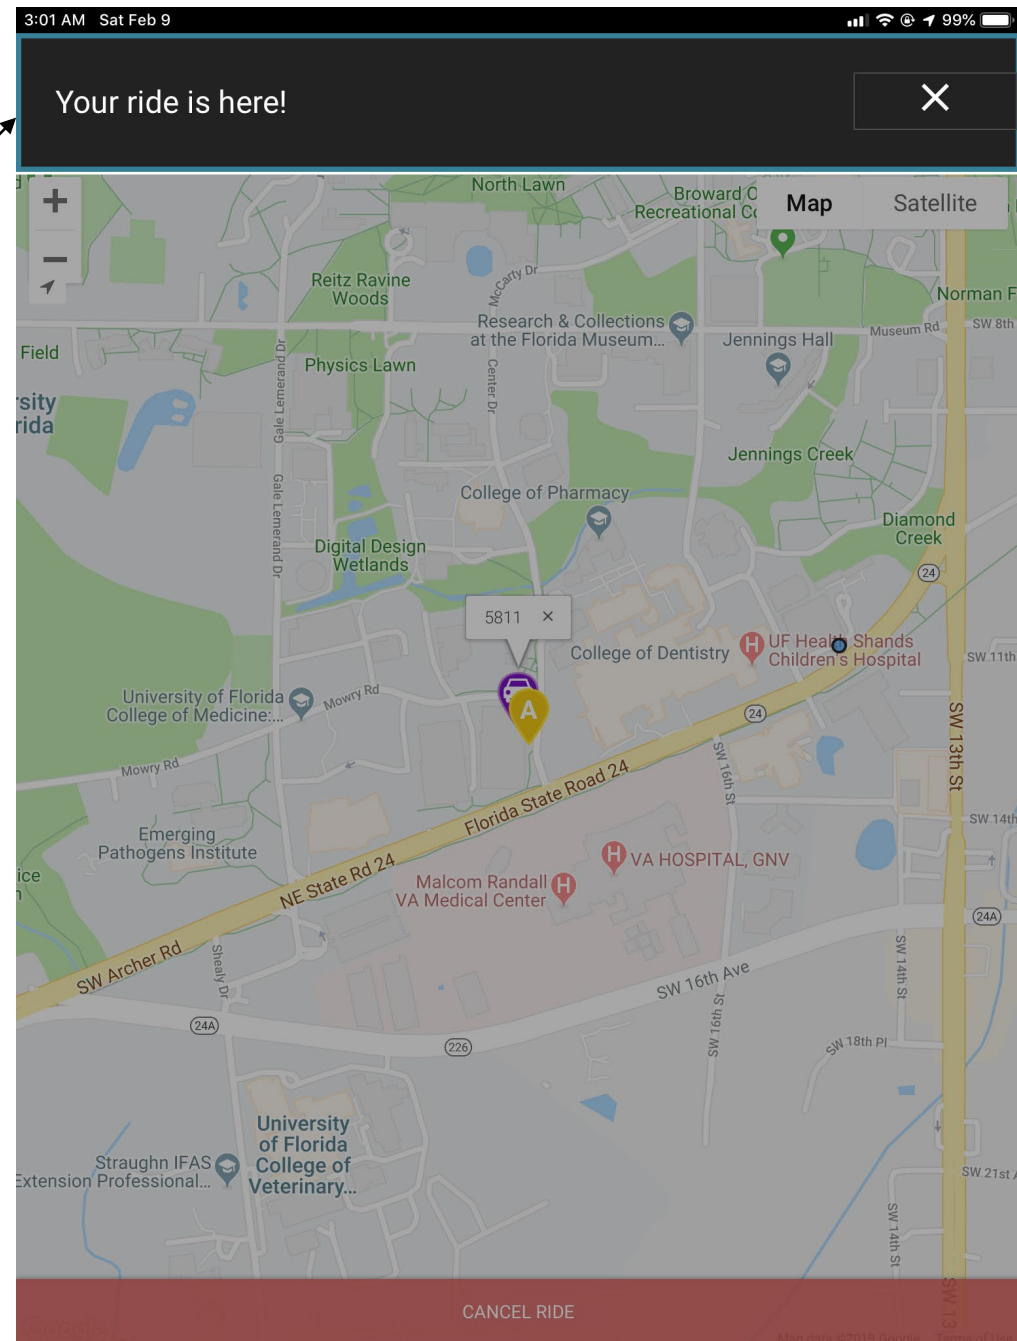 3:01 AM Sat Feb 9
99%
Your ride is here!
North Lawn
Broward
Recreational
Map
Satellite
Reitz Ravine
Woods
McCarty Dr
Norman F
Research & Collections
at the Florida Museum...
Jennings Hall
Museum Rd
SW 8th
Field
Physics Lawn
Gale Lemerand Dr
Center Dr
rsity
rida
Jennings Creek
Gale Lemerand Dr
College of Pharmacy
Diamond
Creek
Digital Design
Wetlands
24
5811
College of Dentistry
UF Health Shands
Children's Hospital
SW 11th
University of Florida
College of Medicine:...
Mowry Rd
A
24
SW 13th St
Mowry Rd
Florida State Road 24
SW 16th St
Emerging
Pathogens Institute
SW 14th
ice
NE State Rd 24
VA HOSPITAL, GNV
Malcom Randall
VA Medical Center
24A
SW Archer Rd
Shealy Dr
SW 16th Ave
SW 14th St
24A
226
SW 16th St
SW 18th Pl
University
of Florida
College of
Veterinary...
Straughn IFAS
Extension Professional...
SW 21st
SW 14th St
SW 13
CANCEL RIDE